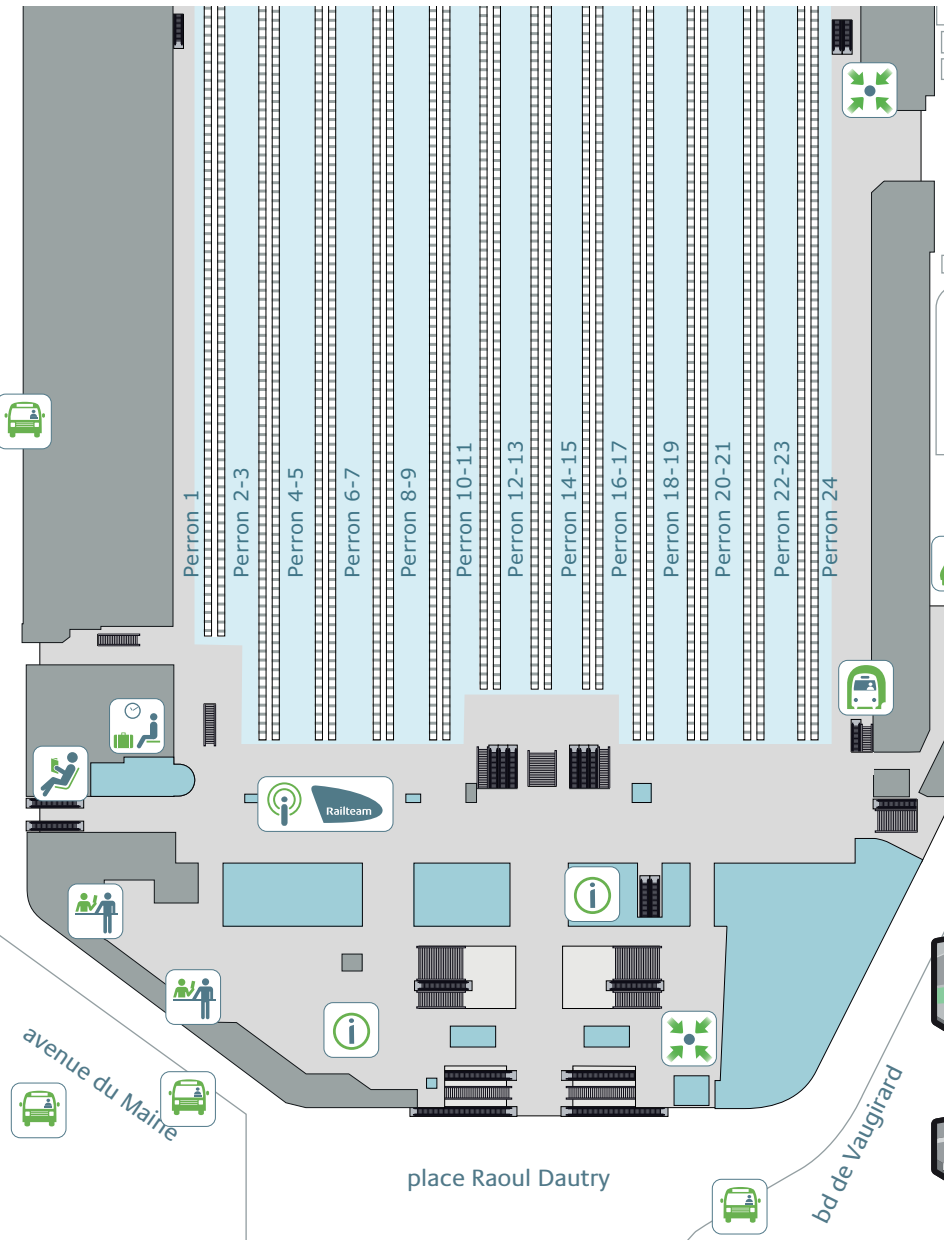 Perron 1
Perron 2-3
Perron 4-5
Perron 6-7
Perron 8-9
Perron 10-11
Perron 12-13
Perron 14-15
Perron 16-17
Perron 18-19
Perron 20-21
Perron 22-23
Perron 24
Railteam
avenue du Maine
place Raoul Dautry
bd de Vaugirard